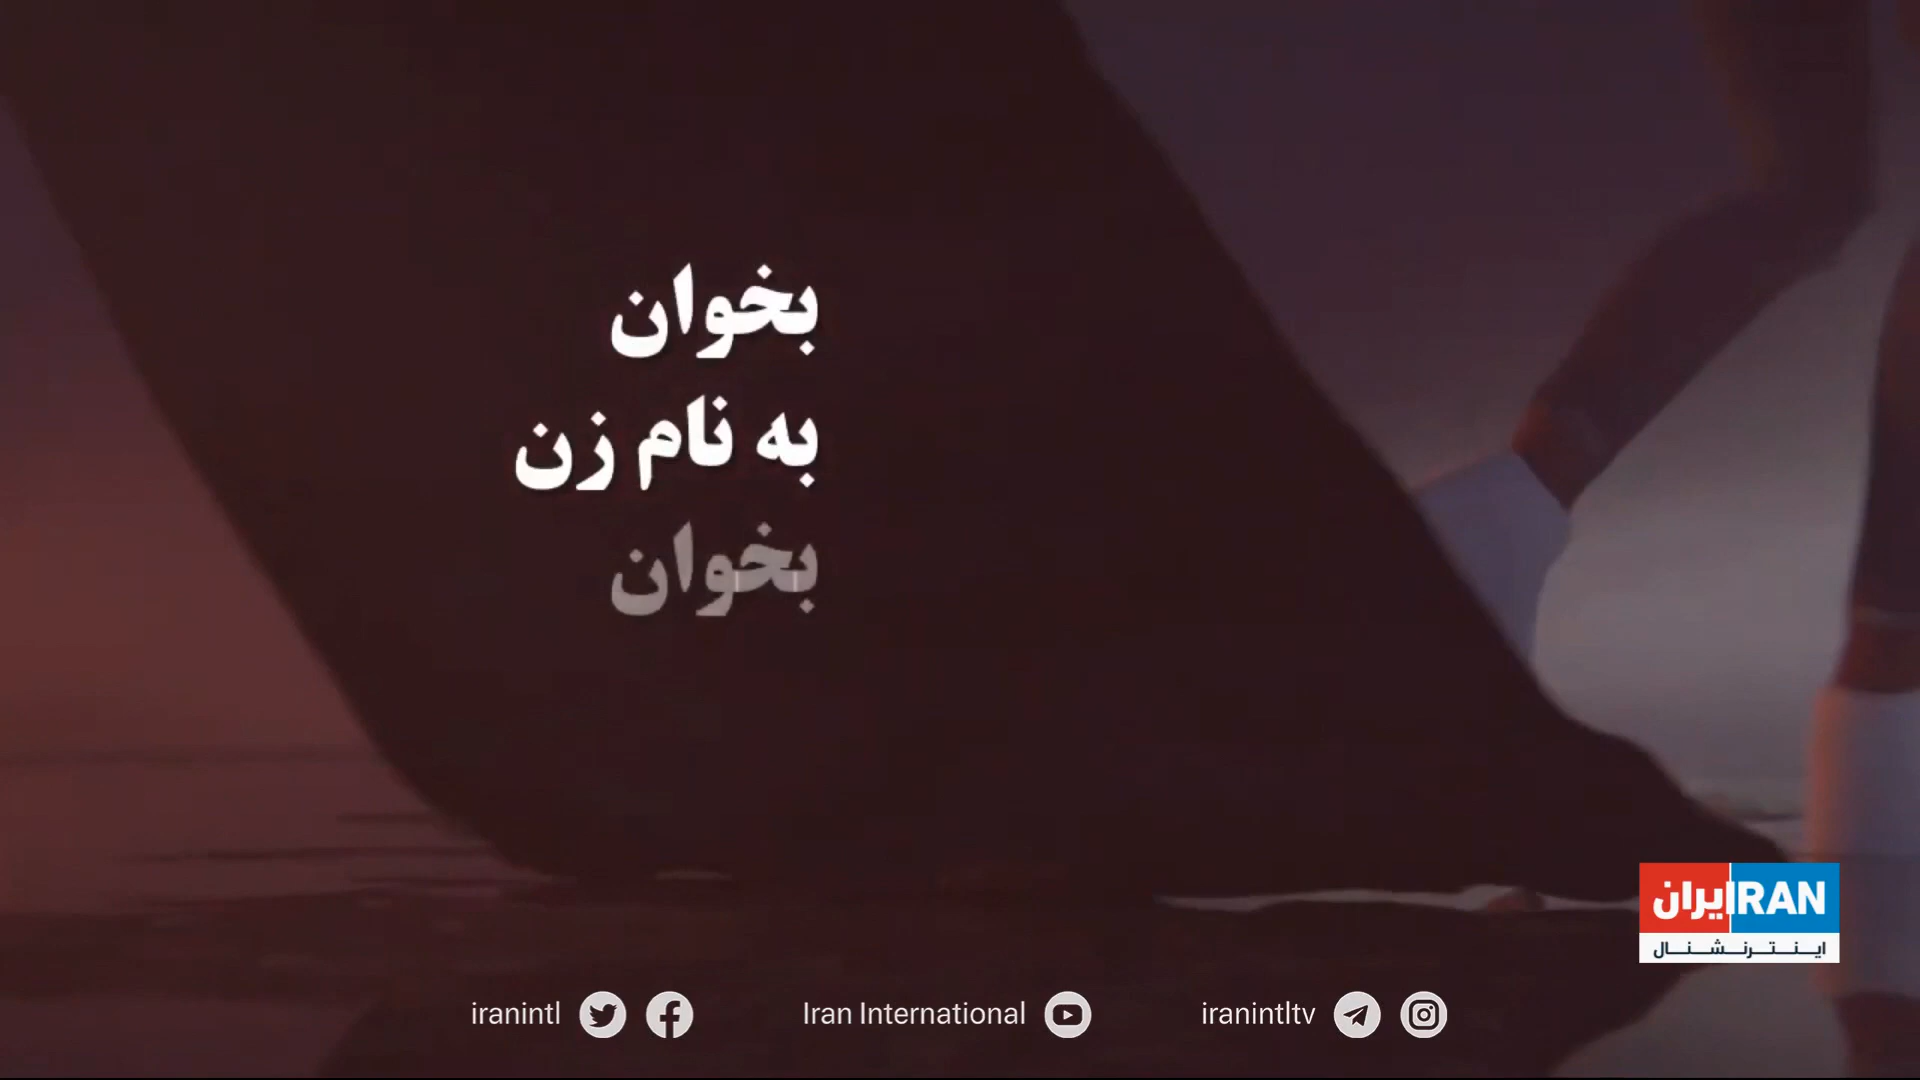 بخوان
به نام زن
بخوان
ایران IRAN
اینترنشنال
iranintl
Iran International
iranintltv